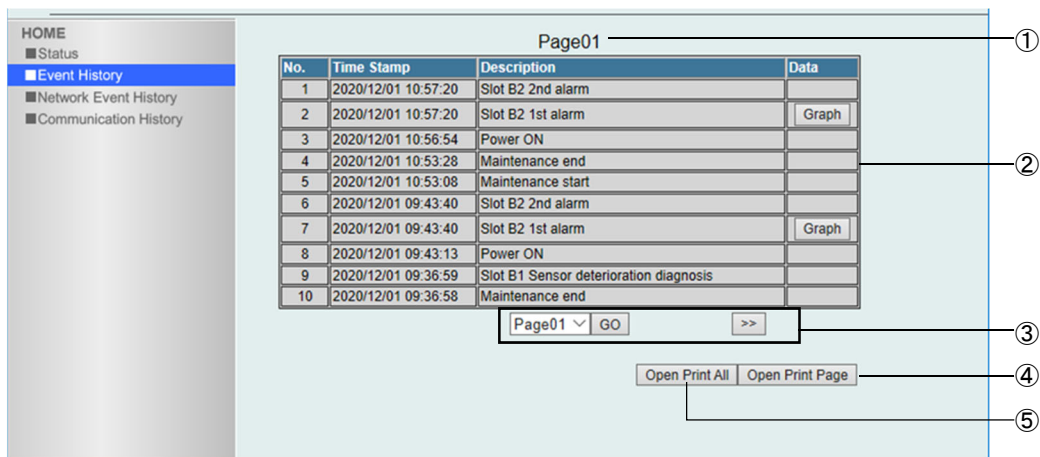 HOME
■Status
■Event History
■Network Event History
■Communication History
Page01
①
No. Time Stamp Description Data
1 2020/12/01 10:57:20 Slot B2 2nd alarm
2 2020/12/01 10:57:20 Slot B2 1st alarm Graph
3 2020/12/01 10:56:54 Power ON
4 2020/12/01 10:53:28 Maintenance end
②
5 2020/12/01 10:53:08 Maintenance start
6 2020/12/01 09:43:40 Slot B2 2nd alarm
7 2020/12/01 09:43:40 Slot B2 1st alarm Graph
8 2020/12/01 09:43:13 Power ON
9 2020/12/01 09:36:59 Slot B1 Sensor deterioration diagnosis
10 2020/12/01 09:36:58 Maintenance end
Page01 GO >>
③
Open Print All Open Print Page
④
⑤